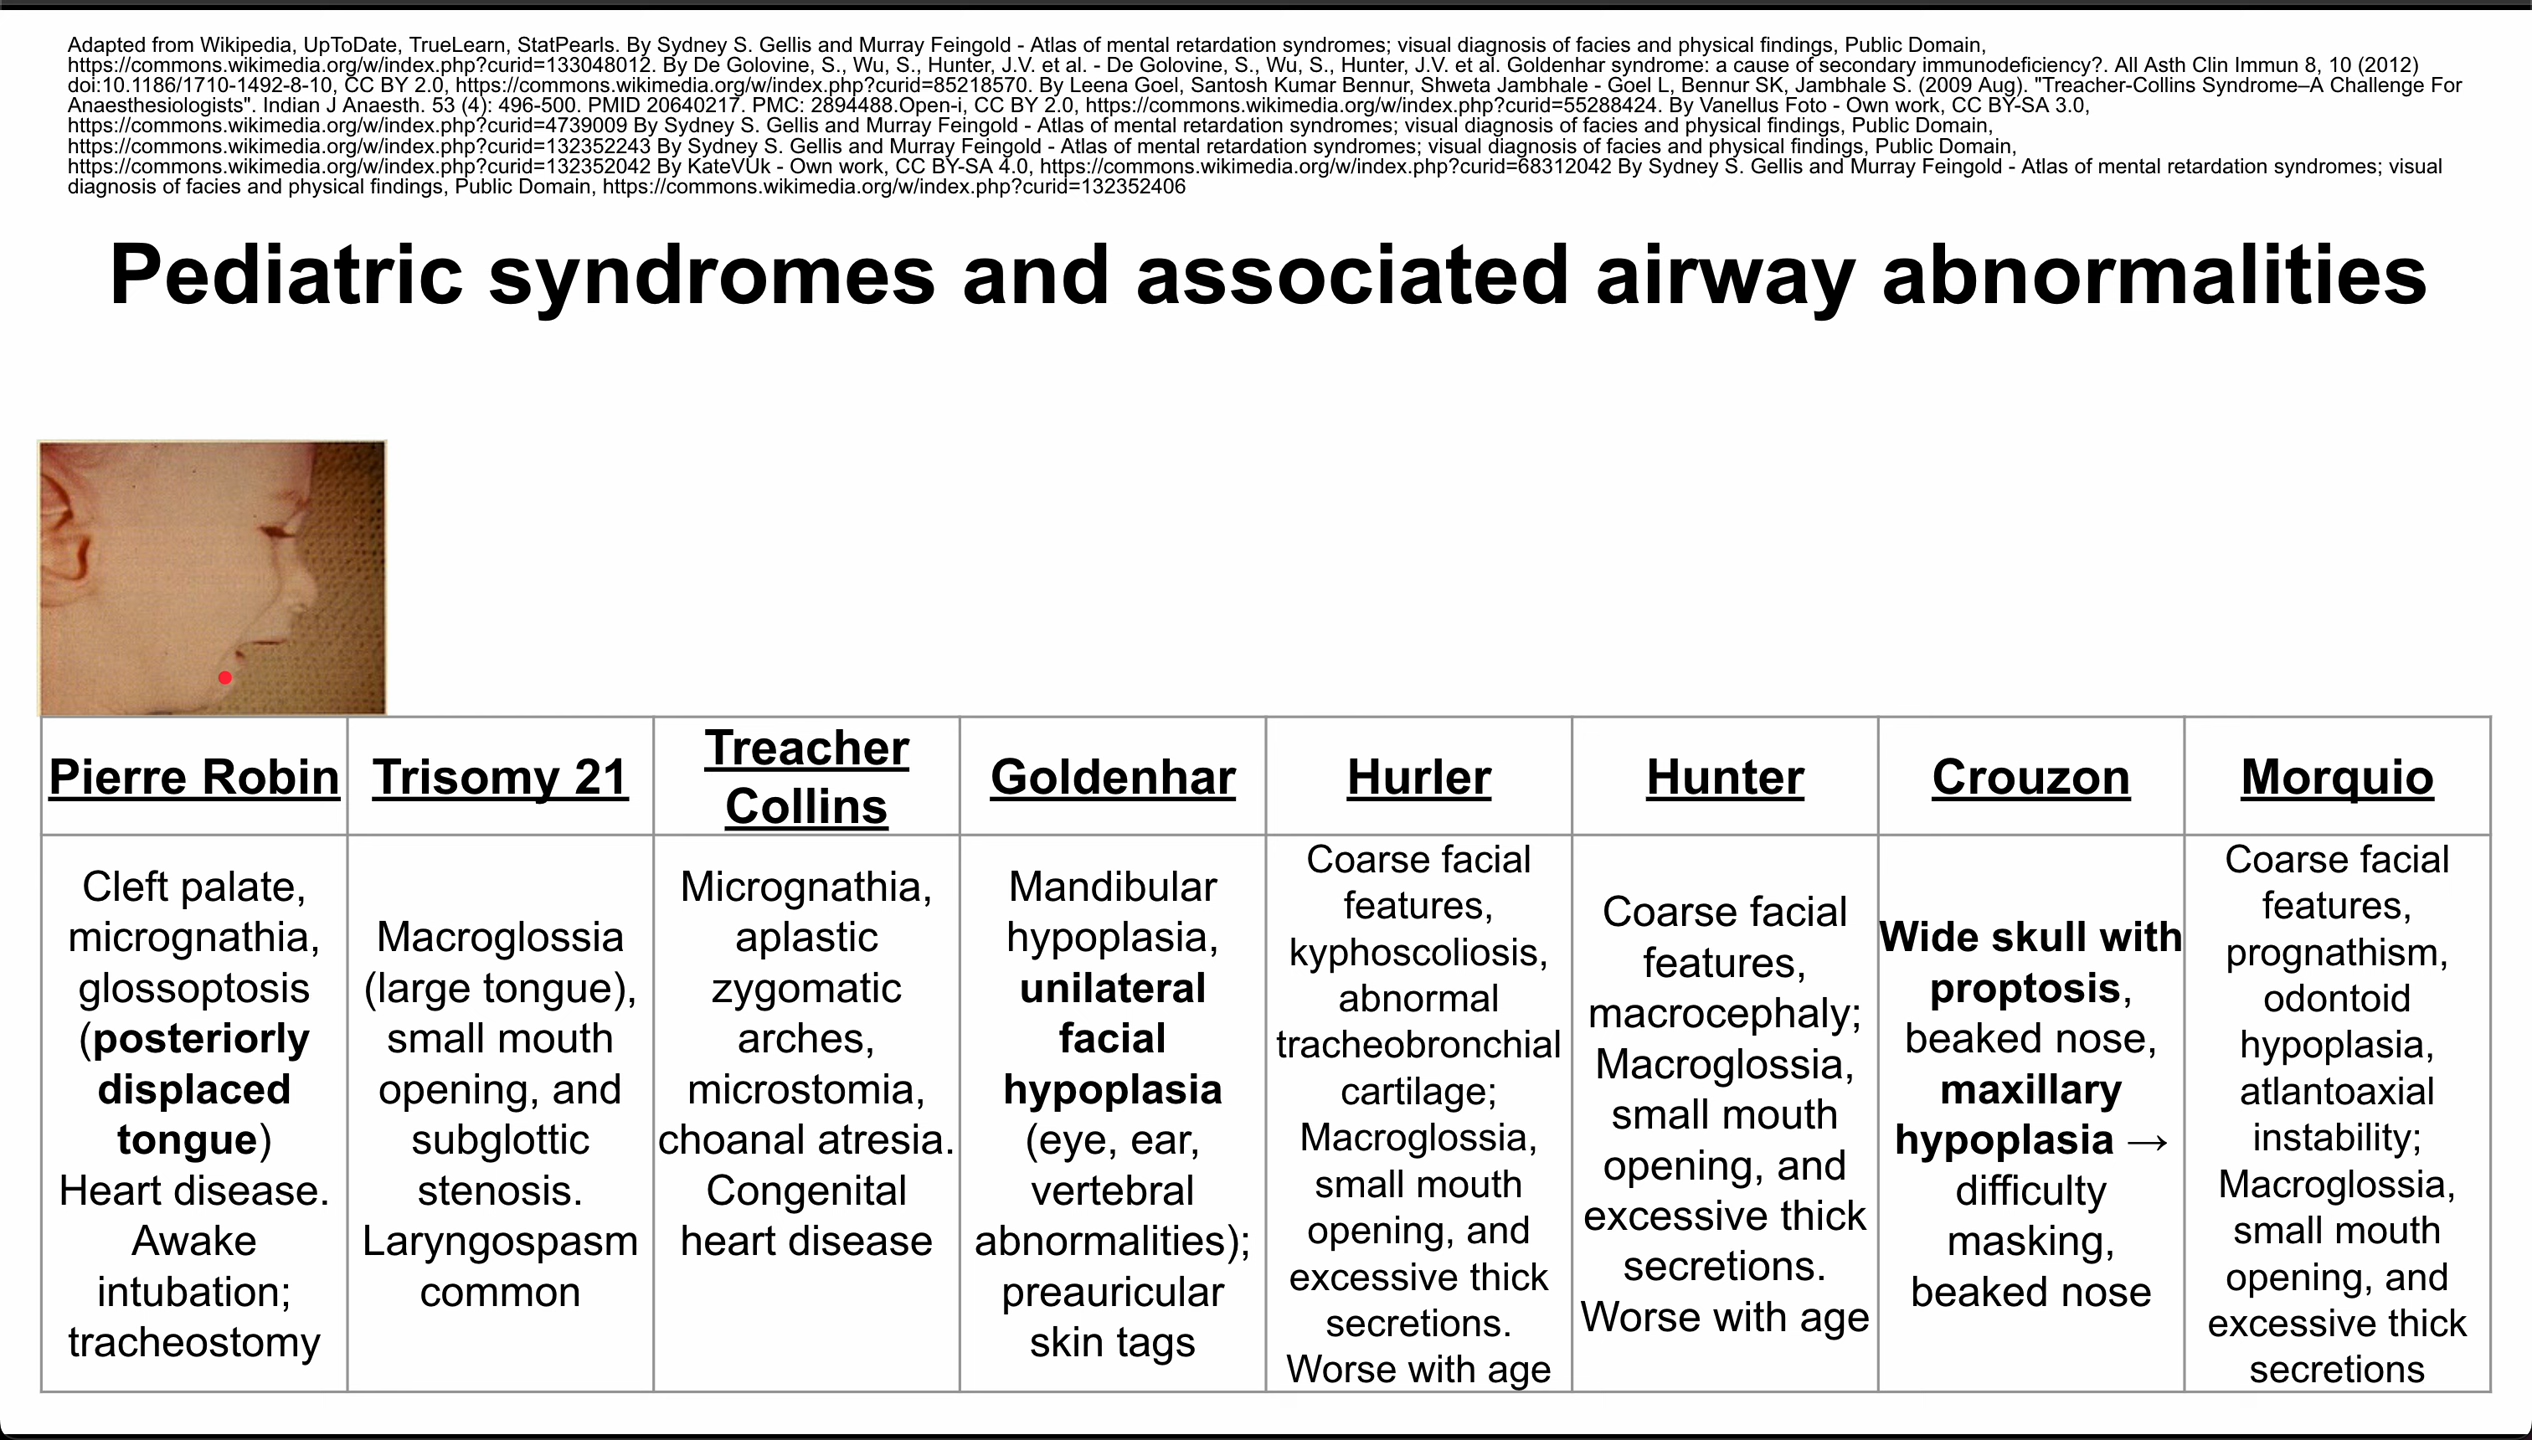 Adapted from Wikipedia, UpToDate, TrueLearn, StatPearls. By Sydney S. Gellis and Murray Feingold - Atlas of mental retardation syndromes; visual diagnosis of facies and physical findings, Public Domain,
https://commons.wikimedia.org/w/index.php?curid=133048012. By De Golovine, S., Wu, S., Hunter, J.V. et al. - De Golovine, S., Wu, S., Hunter, J.V. et al. Goldenhar syndrome: a cause of secondary immunodeficiency?. All Asth Clin Immun 8, 10 (2012)
doi:10.1186/1710-1492-8-10, CC BY 2.0, https://commons.wikimedia.org/w/index.php?curid=85218570. By Leena Goel, Santosh Kumar Bennur, Shweta Jambhale - Goel L, Bennur SK, Jambhale S. (2009 Aug). "Treacher-Collins Syndrome–A Challenge For
Anaesthesiologists". Indian J Anaesth. 53 (4): 496-500. PMID 20640217. PMC: 2894488.Open-i, CC BY 2.0, https://commons.wikimedia.org/w/index.php?curid=55288424. By Vanellus Foto - Own work, CC BY-SA 3.0,
https://commons.wikimedia.org/w/index.php?curid=4739009 By Sydney S. Gellis and Murray Feingold - Atlas of mental retardation syndromes; visual diagnosis of facies and physical findings, Public Domain,
https://commons.wikimedia.org/w/index.php?curid=132352243 By Sydney S. Gellis and Murray Feingold - Atlas of mental retardation syndromes; visual diagnosis of facies and physical findings, Public Domain,
https://commons.wikimedia.org/w/index.php?curid=132352042 By KateVUk - Own work, CC BY-SA 4.0, https://commons.wikimedia.org/w/index.php?curid=68312042 By Sydney S. Gellis and Murray Feingold - Atlas of mental retardation syndromes; visual
diagnosis of facies and physical findings, Public Domain, https://commons.wikimedia.org/w/index.php?curid=132352406
Pediatric syndromes and associated airway abnormalities
Pierre Robin
Trisomy 21
Treacher
Collins
Goldenhar
Hurler
Hunter
Crouzon
Morquio
Cleft palate,
micrognathia,
glossoptosis
(posteriorly
displaced
tongue)
Heart disease.
Awake
intubation;
tracheostomy
Macroglossia
(large tongue),
small mouth
opening, and
subglottic
stenosis.
Laryngospasm
common
Micrognathia,
aplastic
zygomatic
arches,
microstomia,
choanal atresia.
Congenital
heart disease
Mandibular
hypoplasia,
unilateral
facial
hypoplasia
(eye, ear,
vertebral
abnormalities);
preauricular
skin tags
Coarse facial
features,
kyphoscoliosis,
abnormal
tracheobronchial
cartilage;
Macroglossia,
small mouth
opening, and
excessive thick
secretions.
Worse with age
Coarse facial
features,
macrocephaly;
Macroglossia,
small mouth
opening, and
excessive thick
secretions.
Worse with age
Wide skull with
proptosis,
beaked nose,
maxillary
hypoplasia →
difficulty
masking,
beaked nose
Coarse facial
features,
prognathism,
odontoid
hypoplasia,
atlantoaxial
instability;
Macroglossia,
small mouth
opening, and
excessive thick
secretions